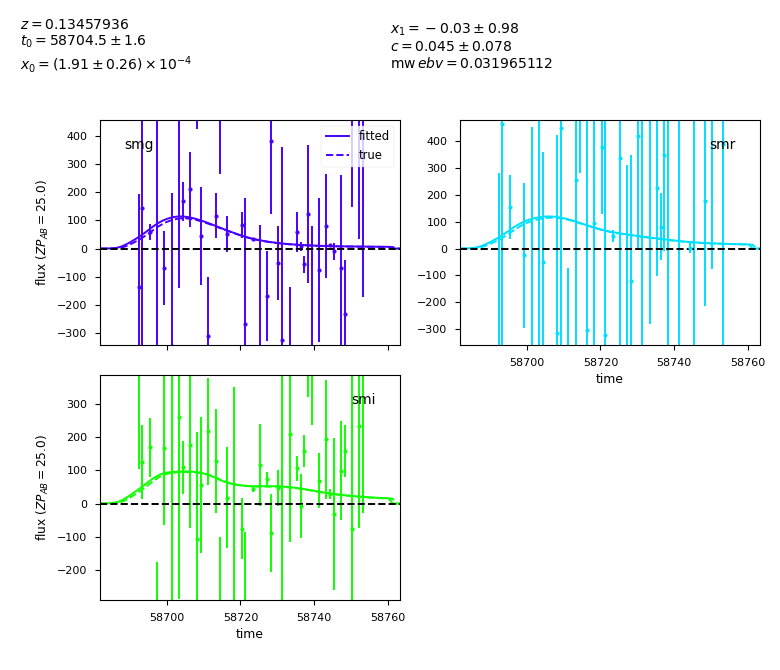 z = 0.13457936
t₀ = 58704.5 ± 1.6
x₀ = (1.91 ± 0.26) × 10⁻⁴
x₁ = −0.03 ± 0.98
c = 0.045 ± 0.078
mw ebv = 0.031965112
smg
fitted
true
400
300
200
100
0
−100
−200
−300
flux (ZP_AB = 25.0)
smr
400
300
200
100
0
−100
−200
−300
58700
58720
58740
58760
time
smi
300
200
100
0
−100
−200
flux (ZP_AB = 25.0)
58700
58720
58740
58760
time